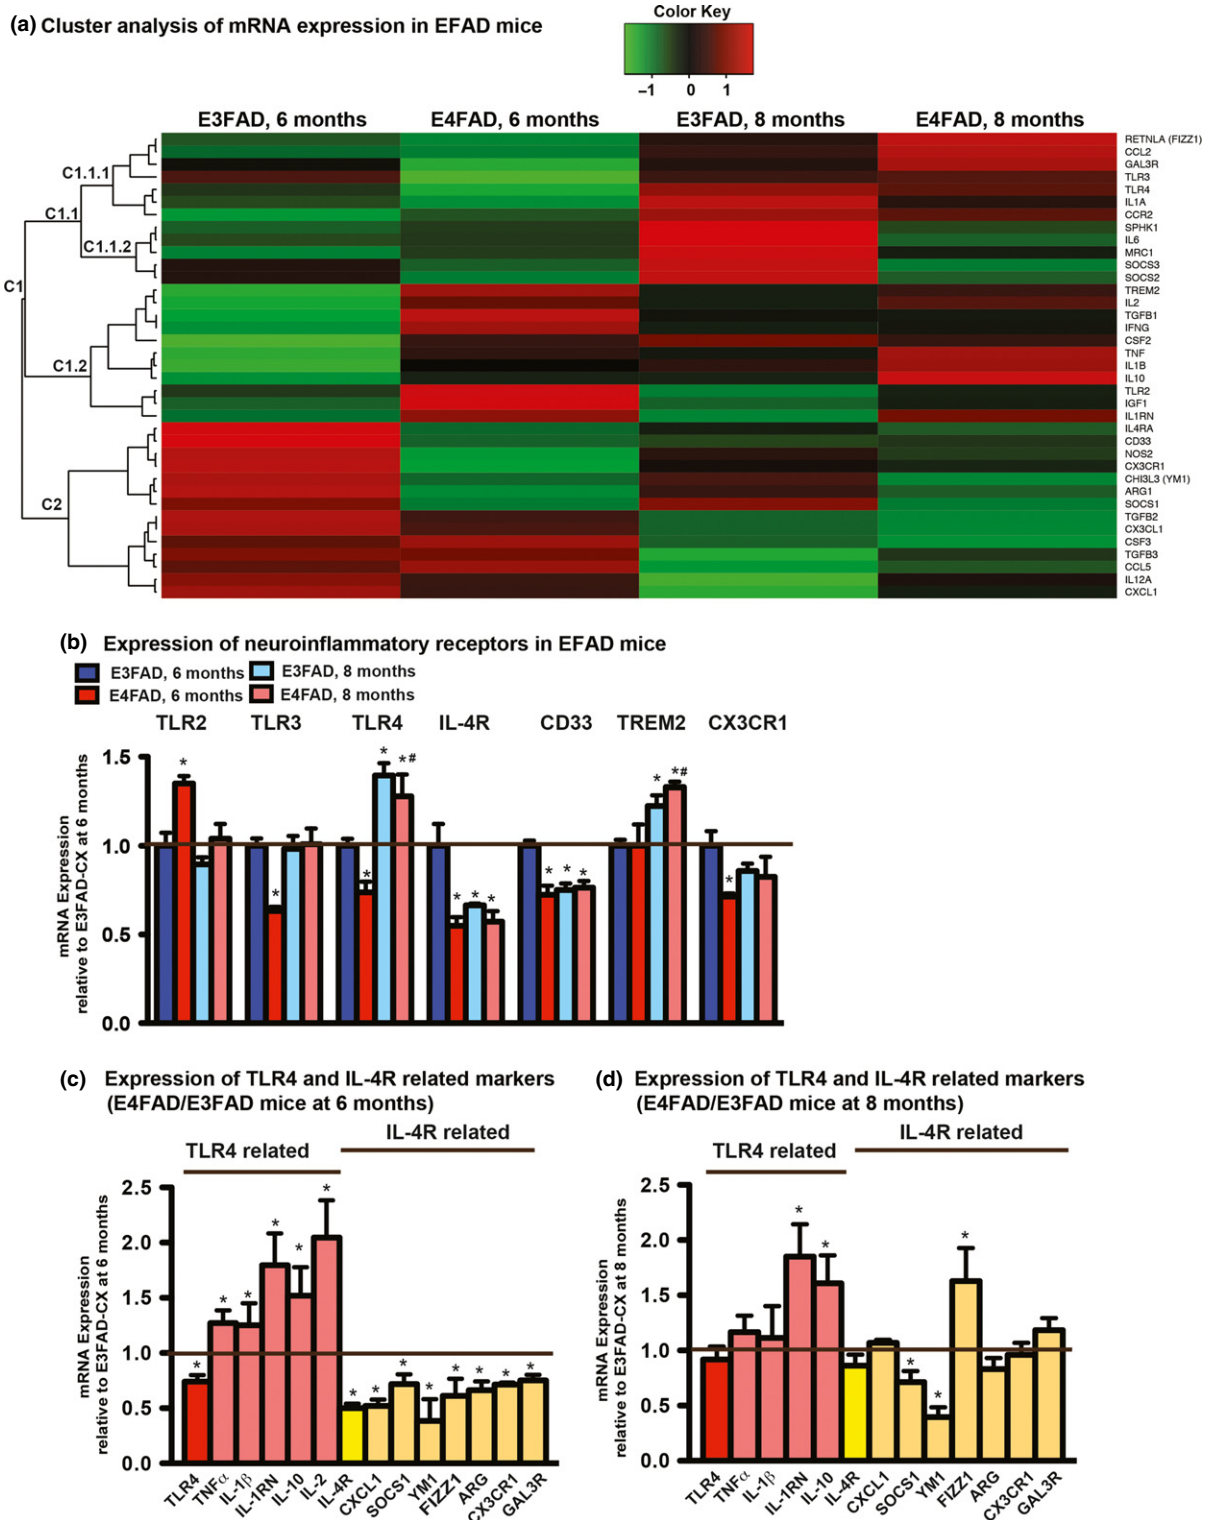 (a) Cluster analysis of mRNA expression in EFAD mice
Color Key
−1 0 1
E3FAD, 6 months E4FAD, 6 months E3FAD, 8 months E4FAD, 8 months
C1
C1.1
C1.1.1
C1.1.2
C1.2
C2
RETNLA (FIZZ1)
CCL2
GAL3R
TLR3
TLR4
IL1A
CCR2
SPHK1
IL6
MRC1
SOCS3
SOCS2
TREM2
IL2
TGFB1
IFNG
CSF2
TNF
IL1B
IL10
TLR2
IGF1
IL1RN
IL4RA
CD33
NOS2
CX3CR1
CHI3L3 (YM1)
ARG1
SOCS1
TGFB2
CX3CL1
CSF3
TGFB3
CCL5
IL12A
CXCL1
(b) Expression of neuroinflammatory receptors in EFAD mice
E3FAD, 6 months E3FAD, 8 months
E4FAD, 6 months E4FAD, 8 months
TLR2 TLR3 TLR4 IL-4R CD33 TREM2 CX3CR1
mRNA Expression
relative to E3FAD-CX at 6 months
1.5
1.0
0.5
0.0
* * * * *# * * * * * * * *# *
(c) Expression of TLR4 and IL-4R related markers
(E4FAD/E3FAD mice at 6 months)
TLR4 related
IL-4R related
mRNA Expression
relative to E3FAD-CX at 6 months
2.5
2.0
1.5
1.0
0.5
0.0
* * * * * * * * * * * * * *
TLR4 TNFα IL-1β IL-1RN IL-10 IL-2 IL-4R CXCL1 SOCS1 YM1 FIZZ1 ARG CX3CR1 GAL3R
(d) Expression of TLR4 and IL-4R related markers
(E4FAD/E3FAD mice at 8 months)
TLR4 related
IL-4R related
mRNA Expression
relative to E3FAD-CX at 8 months
2.5
2.0
1.5
1.0
0.5
0.0
* * * * *
TLR4 TNFα IL-1β IL-1RN IL-10 IL-4R CXCL1 SOCS1 YM1 FIZZ1 ARG CX3CR1 GAL3R